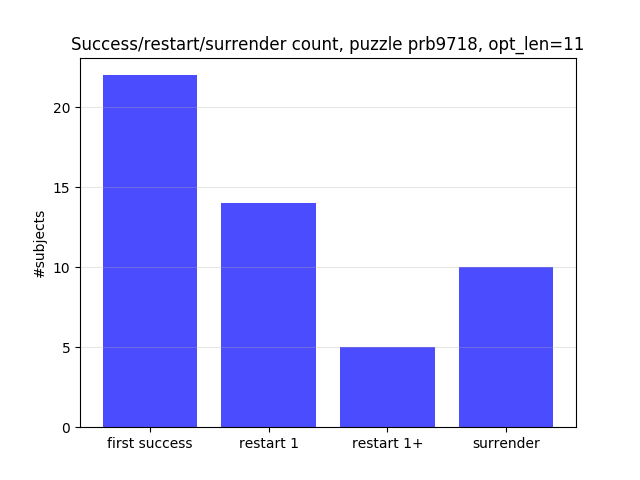 Success/restart/surrender count, puzzle prb9718, opt_len=11
#subjects
20
15
10
5
0
first success restart 1 restart 1+ surrender